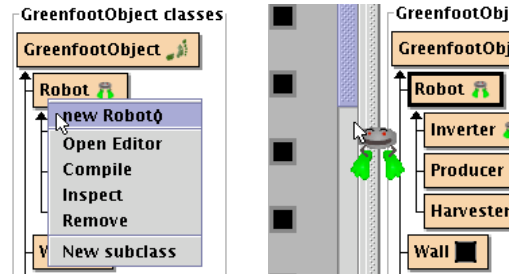 GreenfootObject classes
GreenfootObject
Robot
new Robot()
Open Editor
Compile
Inspect
Remove
New subclass
W
GreenfootObj
GreenfootObj
Robot
Inverter
Producer
Harvester
Wall